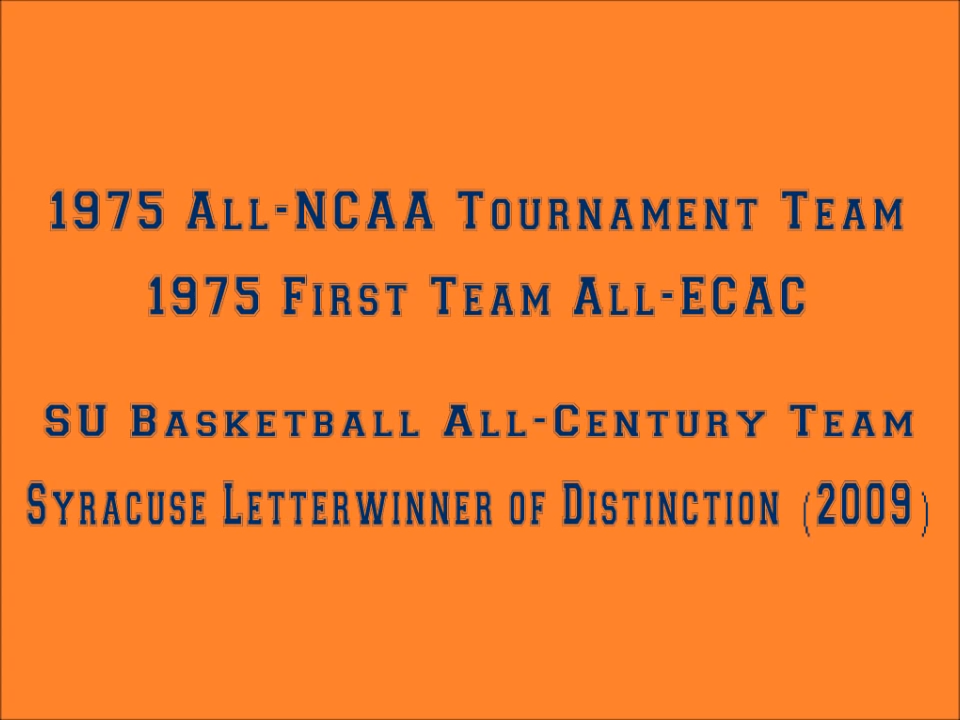 1975 All-NCAA Tournament Team
1975 First Team All-ECAC
SU Basketball All-Century Team
Syracuse Letterwinner of Distinction (2009)